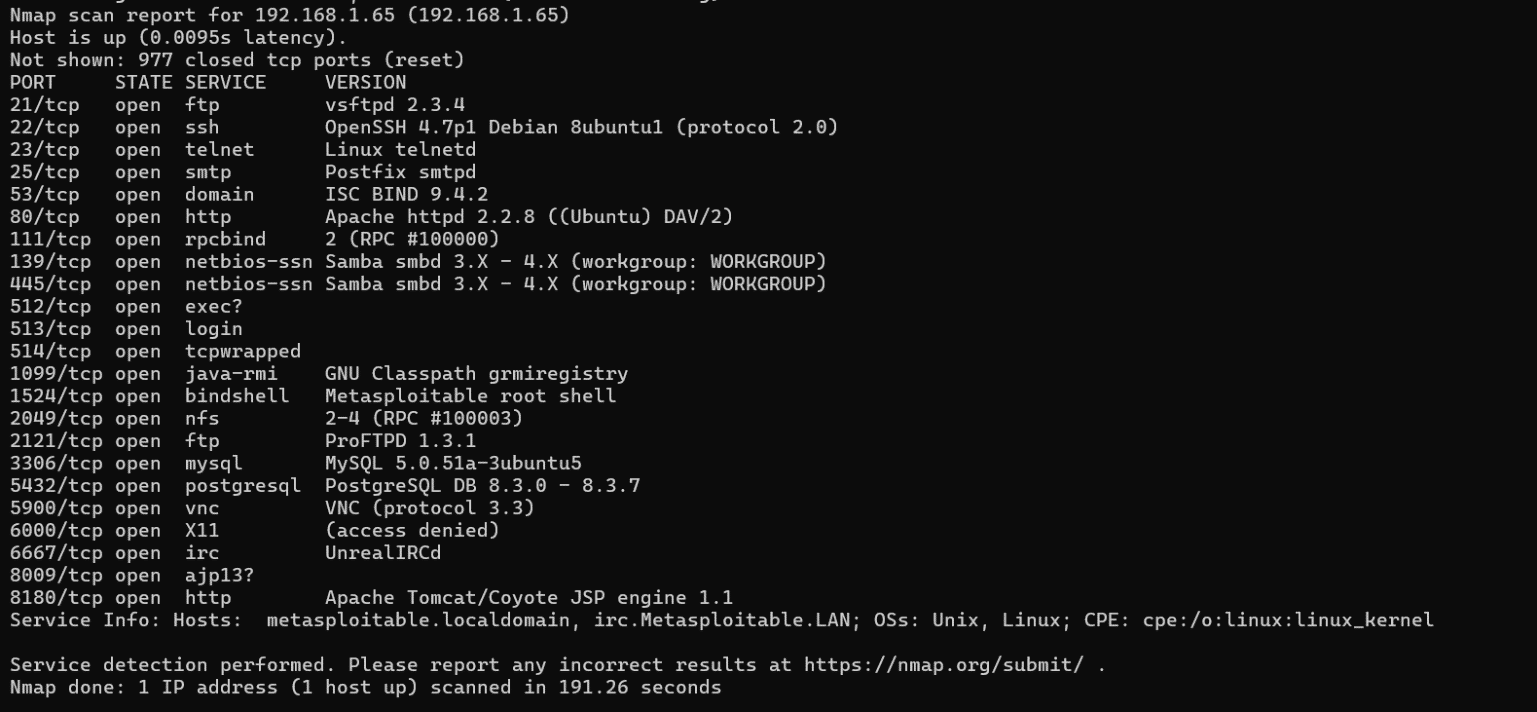 Nmap scan report for 192.168.1.65 (192.168.1.65)
Host is up (0.0095s latency).
Not shown: 977 closed tcp ports (reset)
PORT     STATE SERVICE     VERSION
21/tcp   open  ftp         vsftpd 2.3.4
22/tcp   open  ssh         OpenSSH 4.7p1 Debian 8ubuntu1 (protocol 2.0)
23/tcp   open  telnet      Linux telnetd
25/tcp   open  smtp        Postfix smtpd
53/tcp   open  domain      ISC BIND 9.4.2
80/tcp   open  http        Apache httpd 2.2.8 ((Ubuntu) DAV/2)
111/tcp  open  rpcbind     2 (RPC #100000)
139/tcp  open  netbios-ssn Samba smbd 3.X - 4.X (workgroup: WORKGROUP)
445/tcp  open  netbios-ssn Samba smbd 3.X - 4.X (workgroup: WORKGROUP)
512/tcp  open  exec?
513/tcp  open  login
514/tcp  open  tcpwrapped
1099/tcp open  java-rmi    GNU Classpath grmiregistry
1524/tcp open  bindshell   Metasploitable root shell
2049/tcp open  nfs         2-4 (RPC #100003)
2121/tcp open  ftp         ProFTPD 1.3.1
3306/tcp open  mysql       MySQL 5.0.51a-3ubuntu5
5432/tcp open  postgresql  PostgreSQL DB 8.3.0 - 8.3.7
5900/tcp open  vnc         VNC (protocol 3.3)
6000/tcp open  X11         (access denied)
6667/tcp open  irc         UnrealIRCd
8009/tcp open  ajp13?
8180/tcp open  http        Apache Tomcat/Coyote JSP engine 1.1
Service Info: Hosts:  metasploitable.localdomain, irc.Metasploitable.LAN; OSs: Unix, Linux; CPE: cpe:/o:linux:linux_kernel
Service detection performed. Please report any incorrect results at https://nmap.org/submit/ .
Nmap done: 1 IP address (1 host up) scanned in 191.26 seconds